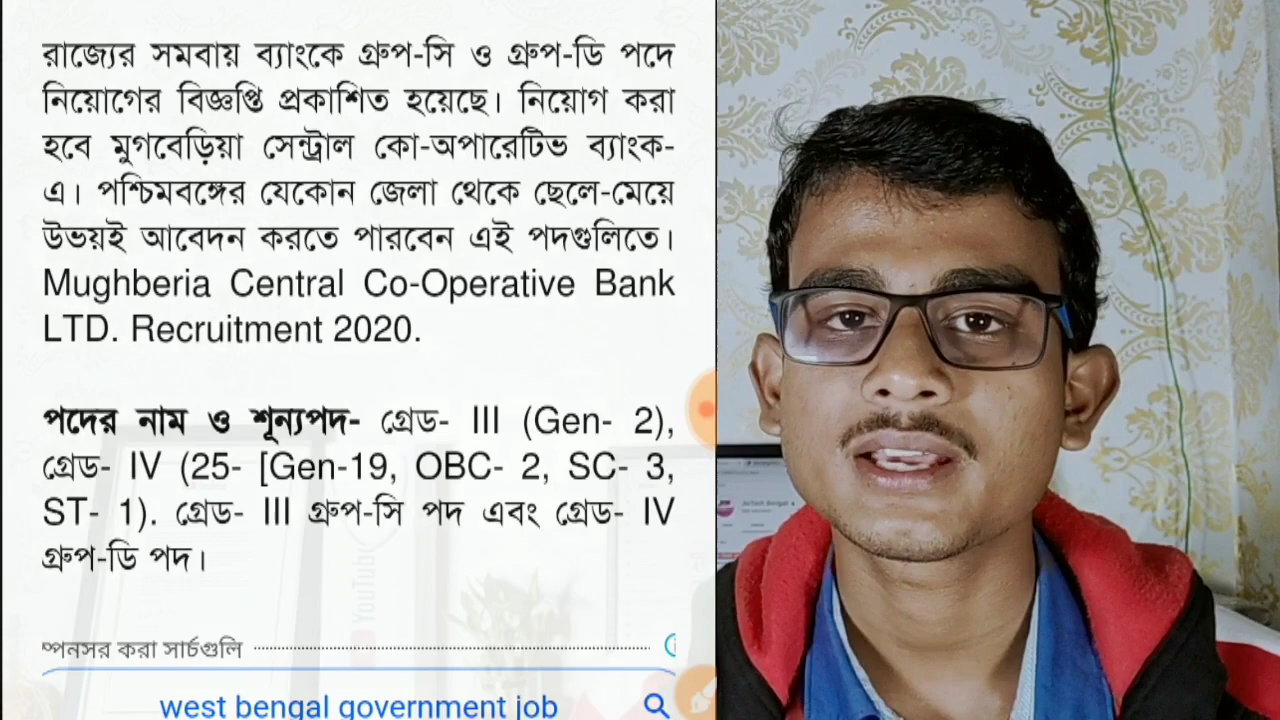 রাজ্যের সমবায় ব্যাংকে গ্রুপ-সি ও গ্রুপ-ডি পদে
নিয়োগের বিজ্ঞপ্তি প্রকাশিত হয়েছে। নিয়োগ করা
হবে মুগবেড়িয়া সেন্ট্রাল কো-অপারেটিভ ব্যাংক-
এ। পশ্চিমবঙ্গের যেকোন জেলা থেকে ছেলে-মেয়ে
উভয়ই আবেদন করতে পারবেন এই পদগুলিতে।
Mughberia Central Co-Operative Bank
LTD. Recruitment 2020.
পদের নাম ও শূন্যপদ- গ্রেড- III (Gen- 2),
গ্রেড- IV (25- [Gen-19, OBC- 2, SC- 3,
ST- 1). গ্রেড- III গ্রুপ-সি পদ এবং গ্রেড- IV
গ্রুপ-ডি পদ।
স্পনসর করা সার্চগুলি
west bengal government job
YouTube